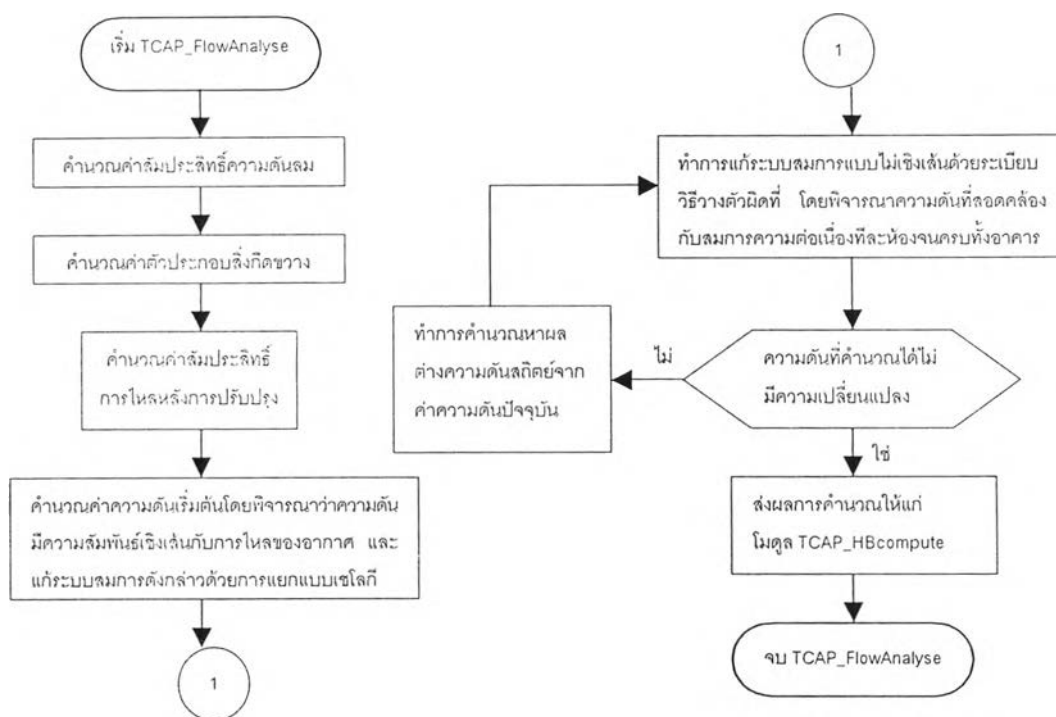 เริ่ม TCAP_FlowAnalyse
คำนวณค่าสัมประสิทธิ์ความดันลม
คำนวณค่าตัวประกอบสิ่งกีดขวาง
คำนวณค่าสัมประสิทธิ์
การไหลหลังการปรับปรุง
คำนวณค่าความดันเริ่มต้นโดยพิจารณาว่าความดัน
มีความสัมพันธ์เชิงเส้นกับการไหลของอากาศ และ
แก้ระบบสมการดังกล่าวด้วยการแยกแบบเชโลกี
1
1
ทำการแก้ระบบสมการแบบไม่เชิงเส้นด้วยระเบียบ
วิธีวางตัวผิดที่ โดยพิจารณาความดันที่สอดคล้อง
กับสมการความต่อเนื่องทีละห้องจนครบทั้งอาคาร
ทำการคำนวณหาผล
ต่างความดันสถิตย์จาก
ค่าความดันปัจจุบัน
ไม่
ความดันที่คำนวณได้ไม่
มีความเปลี่ยนแปลง
ใช่
ส่งผลการคำนวณให้แก่
โมดูล TCAP_HBcompute
จบ TCAP_FlowAnalyse